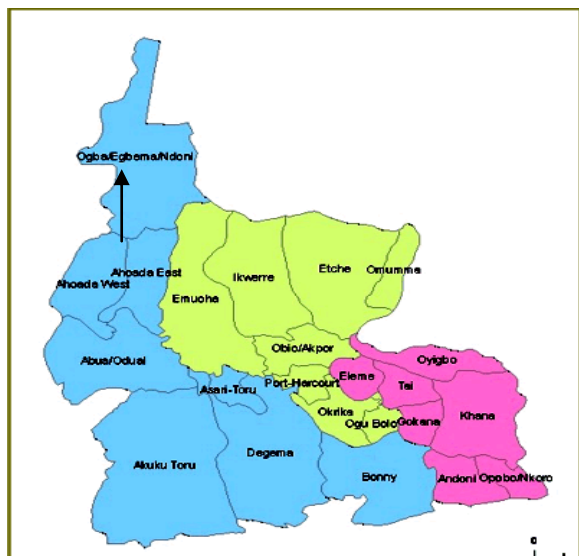 Ogba/Egbema/Ndoni
Ahoada East
Ahoada West
Emuoha
Ikwerre
Etche
Omumma
Abua/Odual
Obio/Akpor
Oyigbo
Asari-Toru
Port-Harcourt
Eleme
Tai
Okrika
Ogu Bolo
Gokana
Khana
Akuku Toru
Degema
Bonny
Andoni
Opobo/Nkoro
0